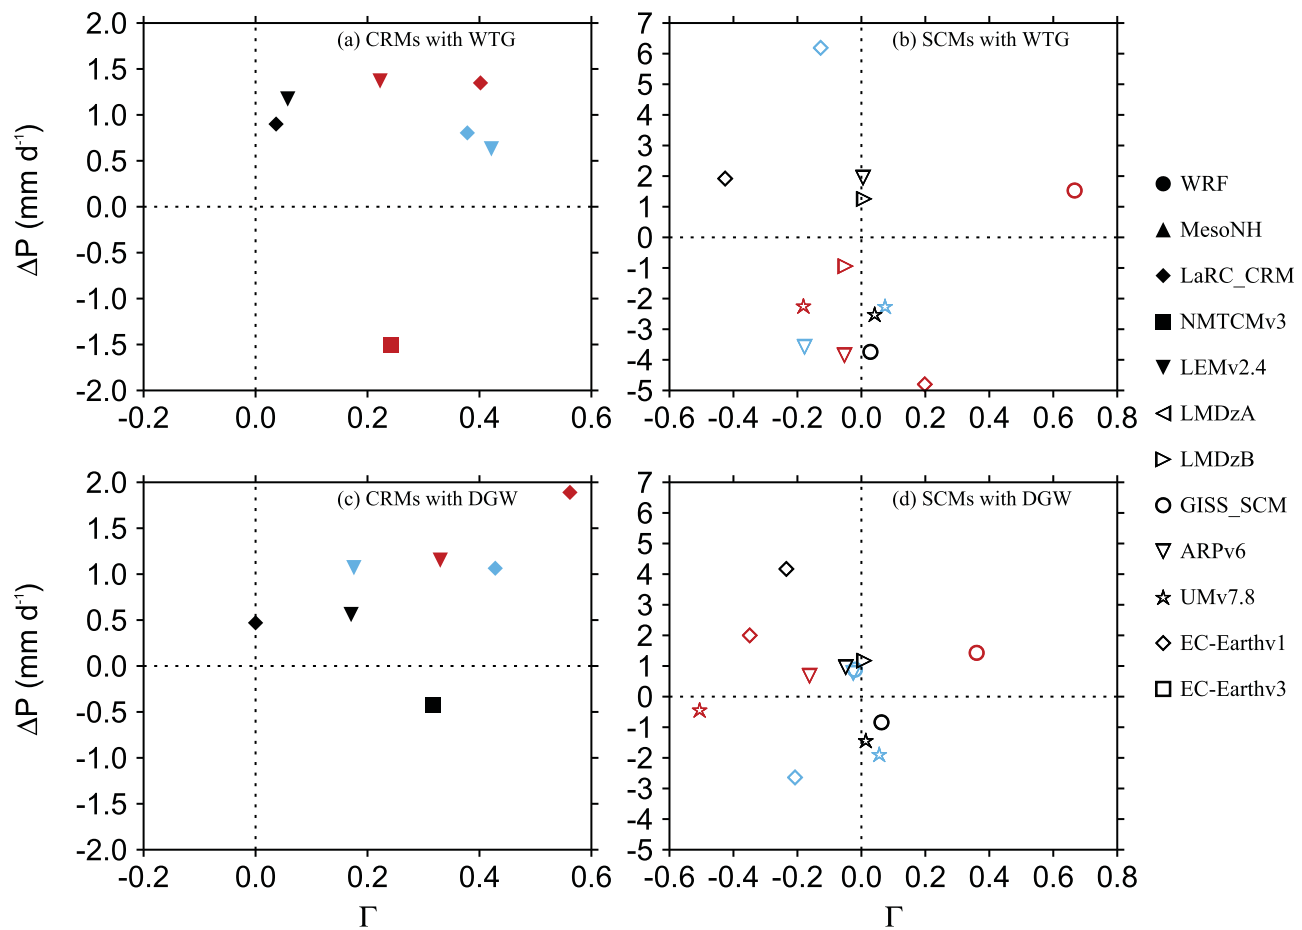 (a) CRMs with WTG
2.0
1.5
1.0
0.5
0.0
-0.5
-1.0
-1.5
-2.0
ΔP (mm d⁻¹)
-0.2 0.0 0.2 0.4 0.6
(b) SCMs with WTG
7
6
5
4
3
2
1
0
-1
-2
-3
-4
-5
-0.6 -0.4 -0.2 0.0 0.2 0.4 0.6 0.8
(c) CRMs with DGW
2.0
1.5
1.0
0.5
0.0
-0.5
-1.0
-1.5
-2.0
ΔP (mm d⁻¹)
-0.2 0.0 0.2 0.4 0.6
Γ
(d) SCMs with DGW
7
6
5
4
3
2
1
0
-1
-2
-3
-4
-5
-0.6 -0.4 -0.2 0.0 0.2 0.4 0.6 0.8
Γ
WRF
MesoNH
LaRC_CRM
NMTCMv3
LEMv2.4
LMDzA
LMDzB
GISS_SCM
ARPv6
UMv7.8
EC-Earthv1
EC-Earthv3